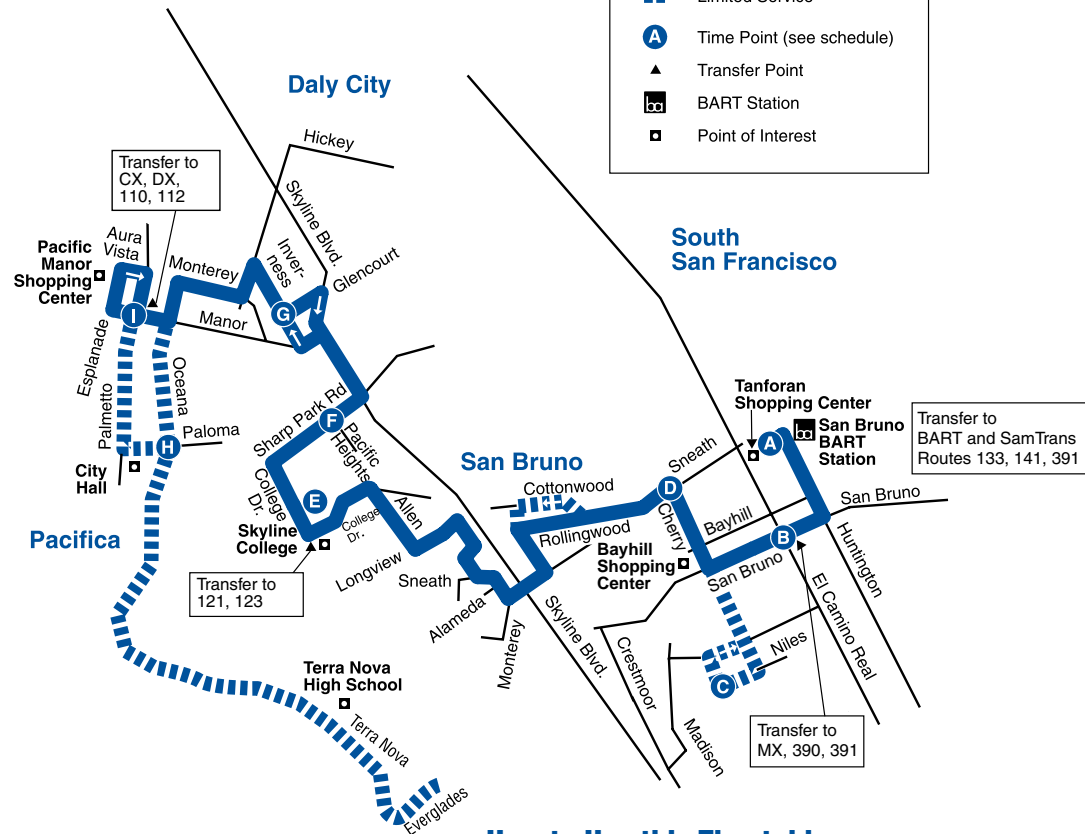 Limited Service
A Time Point (see schedule)
Transfer Point
ba BART Station
Point of Interest
Daly City
Hickey
Transfer to
CX, DX,
110, 112
Skyline Blvd.
South
San Francisco
Aura
Vista
Pacific
Manor
Shopping
Center
Monterey
Inver-
ness
Glencourt
I
G
Manor
Esplanade
Palmetto
Oceana
H
Paloma
City
Hall
Sharp Park Rd
F
Pacific
Heights
College
Dr.
E
College
Dr.
Allen
Skyline
College
Longview
Transfer to
121, 123
Pacifica
San Bruno
Cottonwood
Rollingwood
Sneath
D
Cherry
Bayhill
Bayhill
Shopping
Center
Tanforan
Shopping Center
A
ba San Bruno
BART
Station
Transfer to
BART and SamTrans
Routes 133, 141, 391
San Bruno
B
San Bruno
Huntington
El Camino Real
Sneath
Alameda
Monterey
Skyline Blvd.
Crestmoor
Madison
Niles
C
Transfer to
MX, 390, 391
Terra Nova
High School
Terra Nova
Everglades